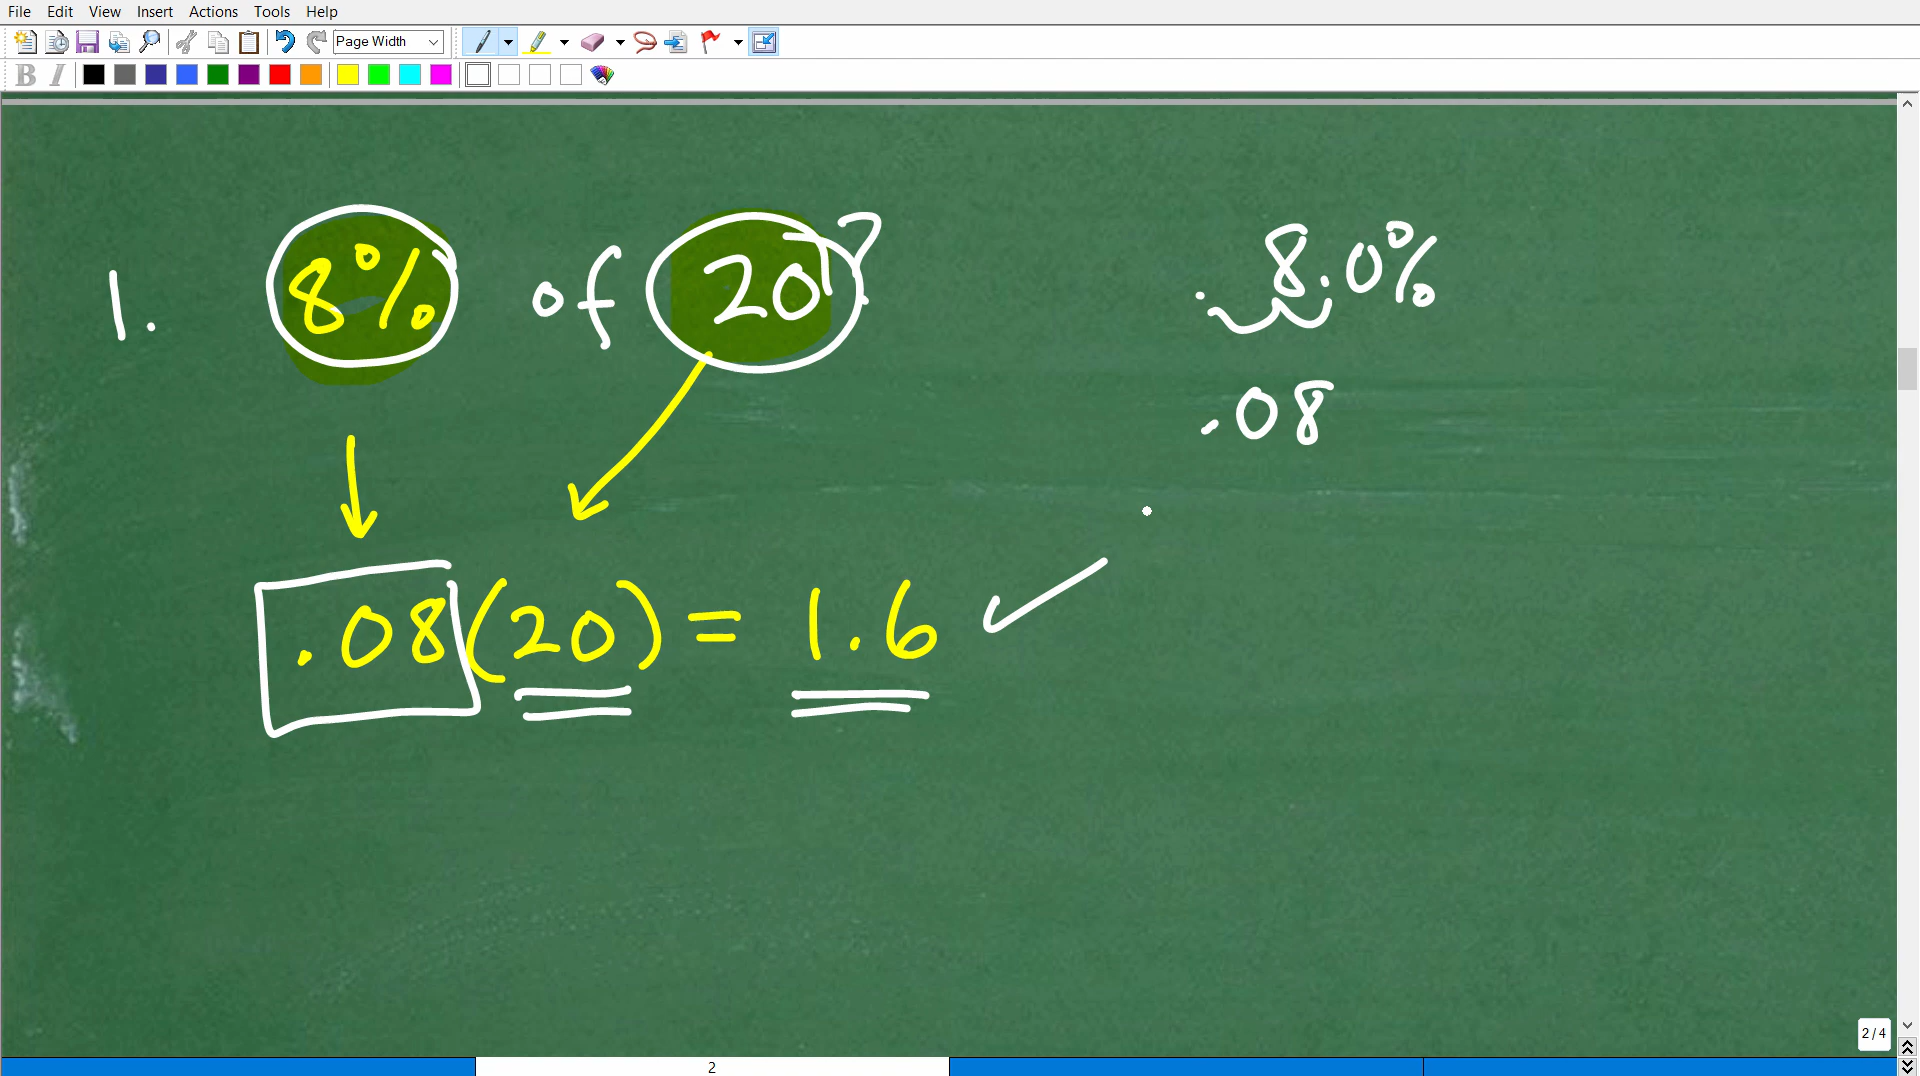 File Edit View Insert Actions Tools Help
Page Width
B I
1. 8% of 20?
8.0%
.08
.08(20) = 1.6
2/4
2